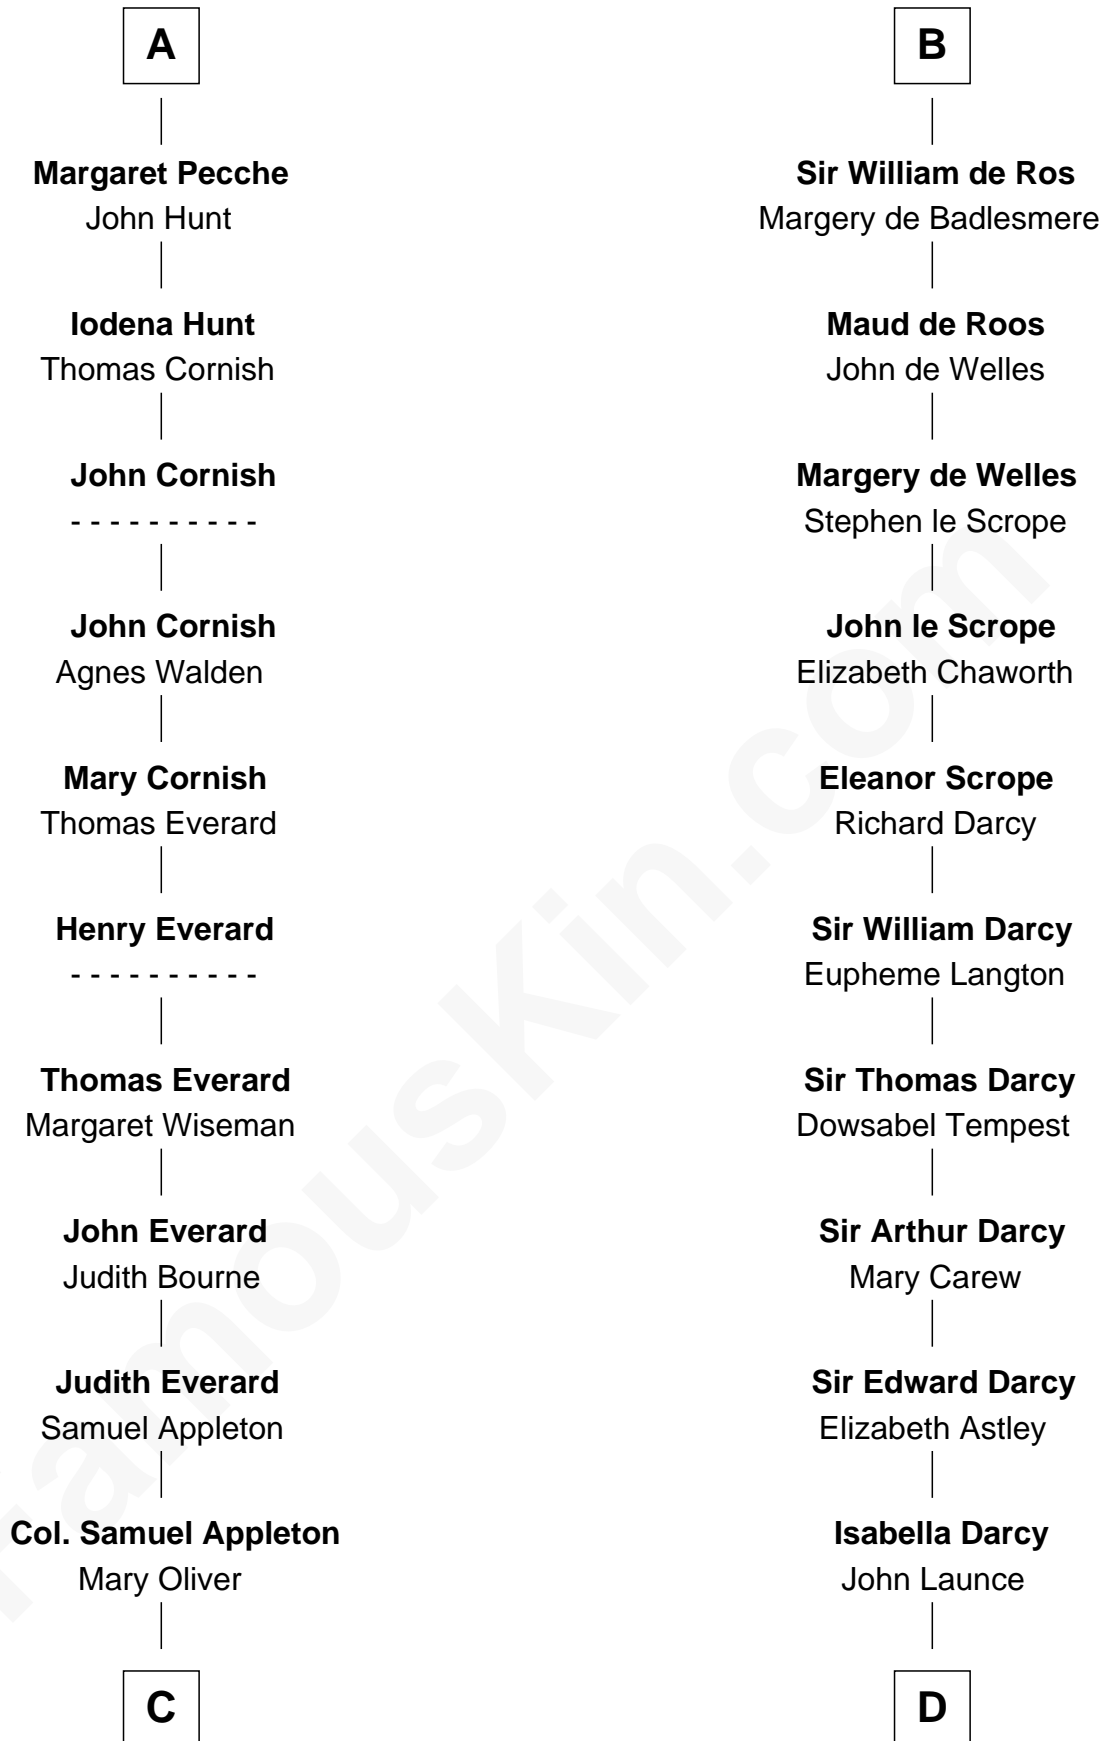 A
Margaret Pecche
John Hunt
Iodena Hunt
Thomas Cornish
John Cornish
- - - - - - - - - -
John Cornish
Agnes Walden
Mary Cornish
Thomas Everard
Henry Everard
- - - - - - - - - -
Thomas Everard
Margaret Wiseman
John Everard
Judith Bourne
Judith Everard
Samuel Appleton
Col. Samuel Appleton
Mary Oliver
C
B
Sir William de Ros
Margery de Badlesmere
Maud de Roos
John de Welles
Margery de Welles
Stephen le Scrope
John le Scrope
Elizabeth Chaworth
Eleanor Scrope
Richard Darcy
Sir William Darcy
Eupheme Langton
Sir Thomas Darcy
Dowsabel Tempest
Sir Arthur Darcy
Mary Carew
Sir Edward Darcy
Elizabeth Astley
Isabella Darcy
John Launce
D
FamousKin.com